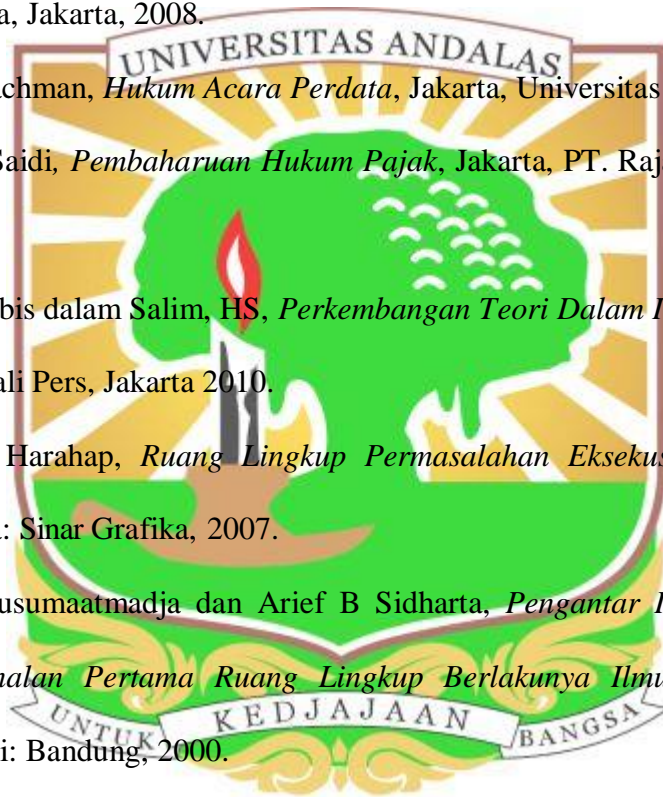 a, Jakarta, 2008.
UNIVERSITAS ANDALAS
achman, Hukum Acara Perdata, Jakarta, Universitas
Saidi, Pembaharuan Hukum Pajak, Jakarta, PT. Raja
bis dalam Salim, HS, Perkembangan Teori Dalam I
ali Pers, Jakarta 2010.
Harahap, Ruang Lingkup Permasalahan Eksekus
a: Sinar Grafika, 2007.
usumaatmadja dan Arief B Sidharta, Pengantar I
nalan Pertama Ruang Lingkup Berlakunya Ilmu
UNTUK KEDJAJAAN BANGSA
i: Bandung, 2000.